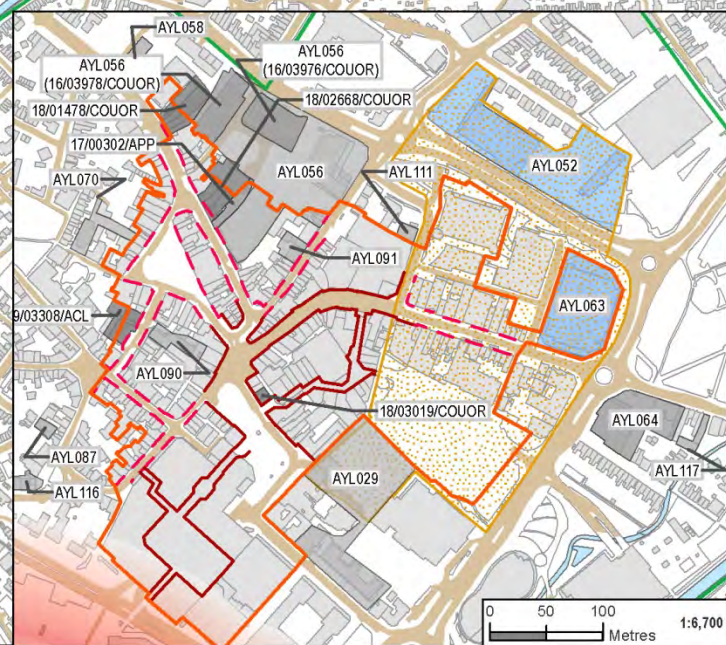 AYL058
AYL056
(16/03978/COUOR)
AYL056
(16/03976/COUOR)
18/01478/COUOR
18/02668/COUOR
17/00302/APP
AYL052
AYL070
AYL056
AYL111
AYL091
AYL063
9/03308/ACL
AYL090
18/03019/COUOR
AYL064
AYL087
AYL029
AYL117
AYL116
0 50 100
Metres
1:6,700